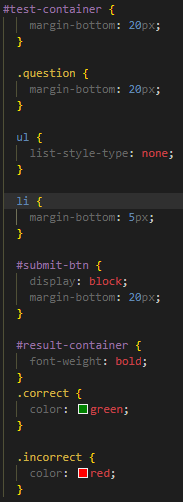 #test-container {
margin-bottom: 20px;
}
.question {
margin-bottom: 20px;
}
ul {
list-style-type: none;
}
li {
margin-bottom: 5px;
}
#submit-btn {
display: block;
margin-bottom: 20px;
}
#result-container {
font-weight: bold;
}
.correct {
color: green;
}
.incorrect {
color: red;
}